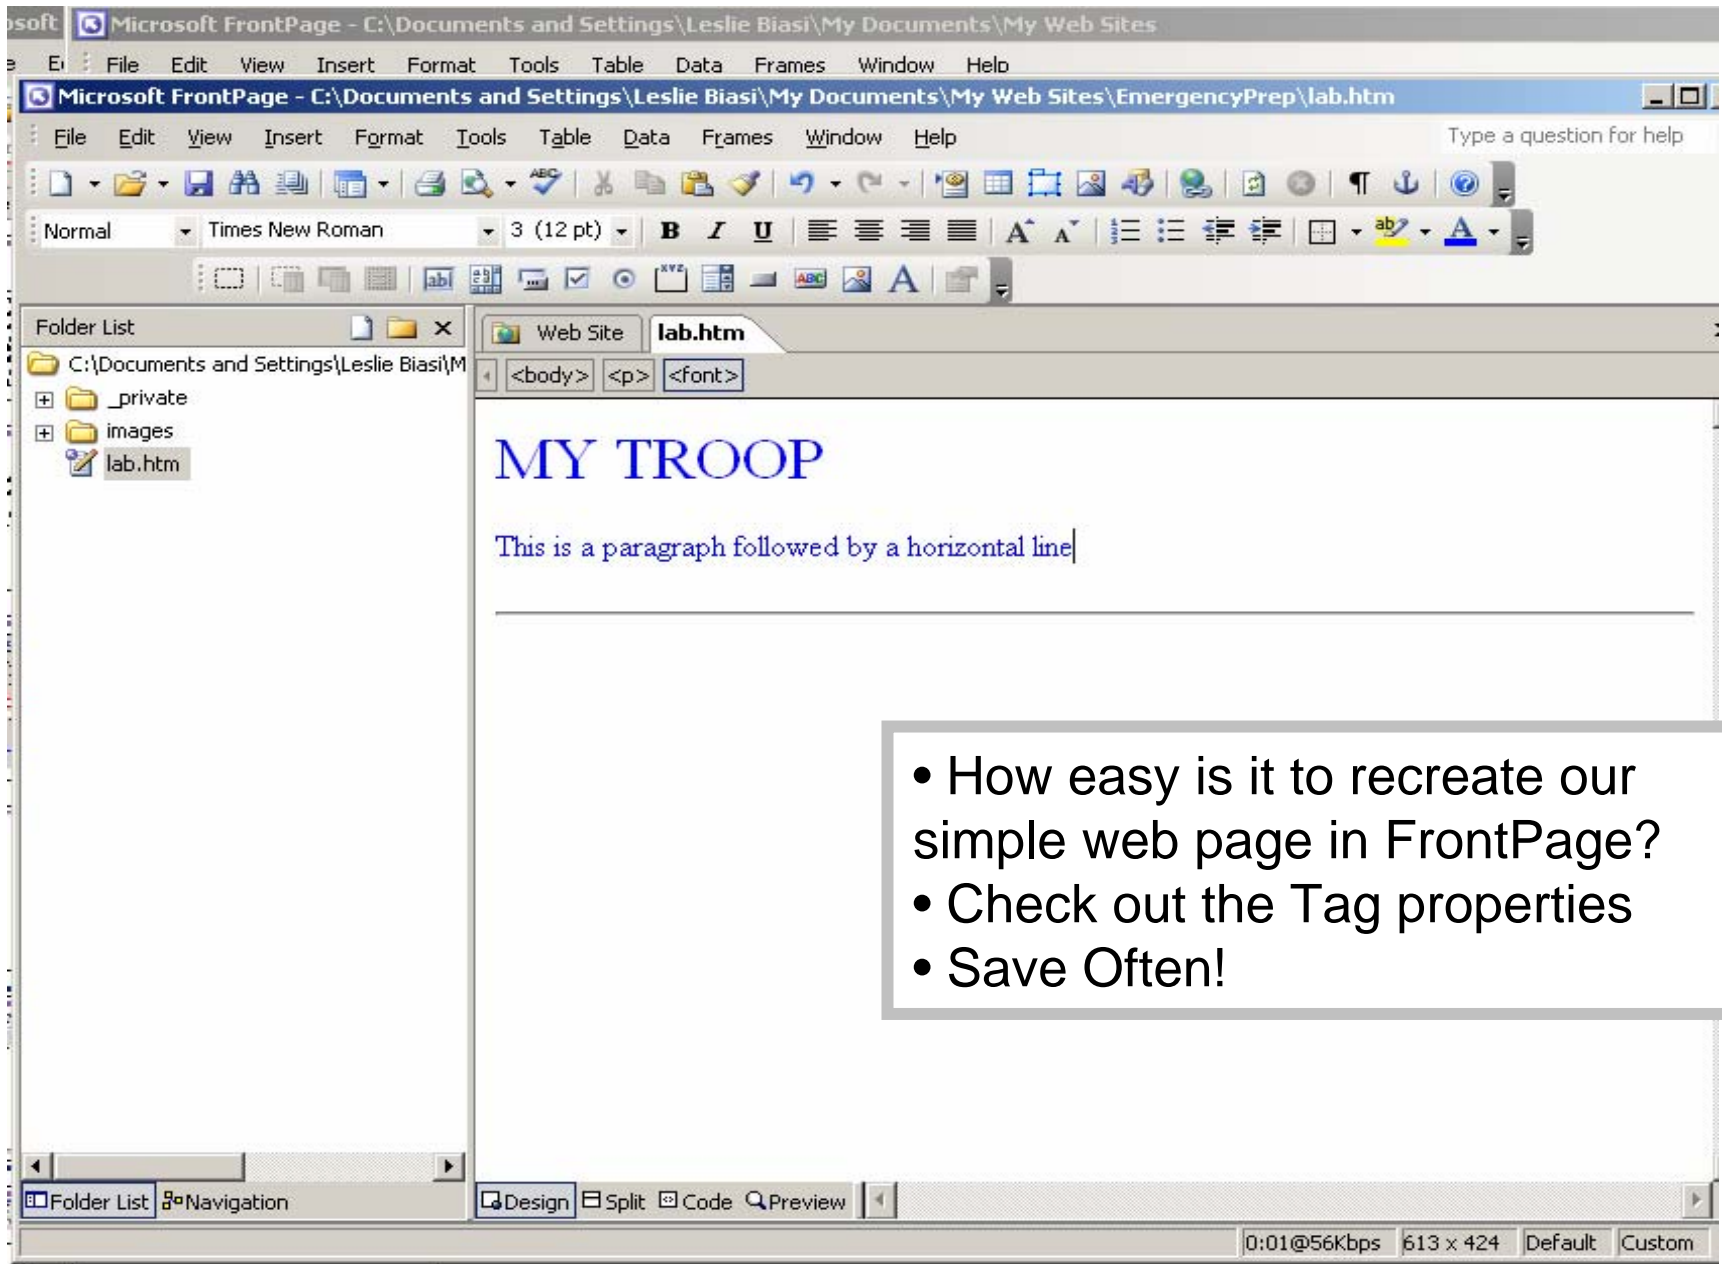 osoft Microsoft FrontPage - C:\Documents and Settings\Leslie Biasi\My Documents\My Web Sites
File Edit View Insert Format Tools Table Data Frames Window Help
Microsoft FrontPage - C:\Documents and Settings\Leslie Biasi\My Documents\My Web Sites\EmergencyPrep\lab.htm
File Edit View Insert Format Tools Table Data Frames Window Help Type a question for help
Normal Times New Roman 3 (12 pt) B I U A A ab A
abl XYZ ABC A
Folder List
Web Site lab.htm
C:\Documents and Settings\Leslie Biasi\M
<body> <p> <font>
_private
images
lab.htm
MY TROOP
This is a paragraph followed by a horizontal line
• How easy is it to recreate our
simple web page in FrontPage?
• Check out the Tag properties
• Save Often!
Folder List Navigation Design Split Code Preview
0:01@56Kbps 613 x 424 Default Custom